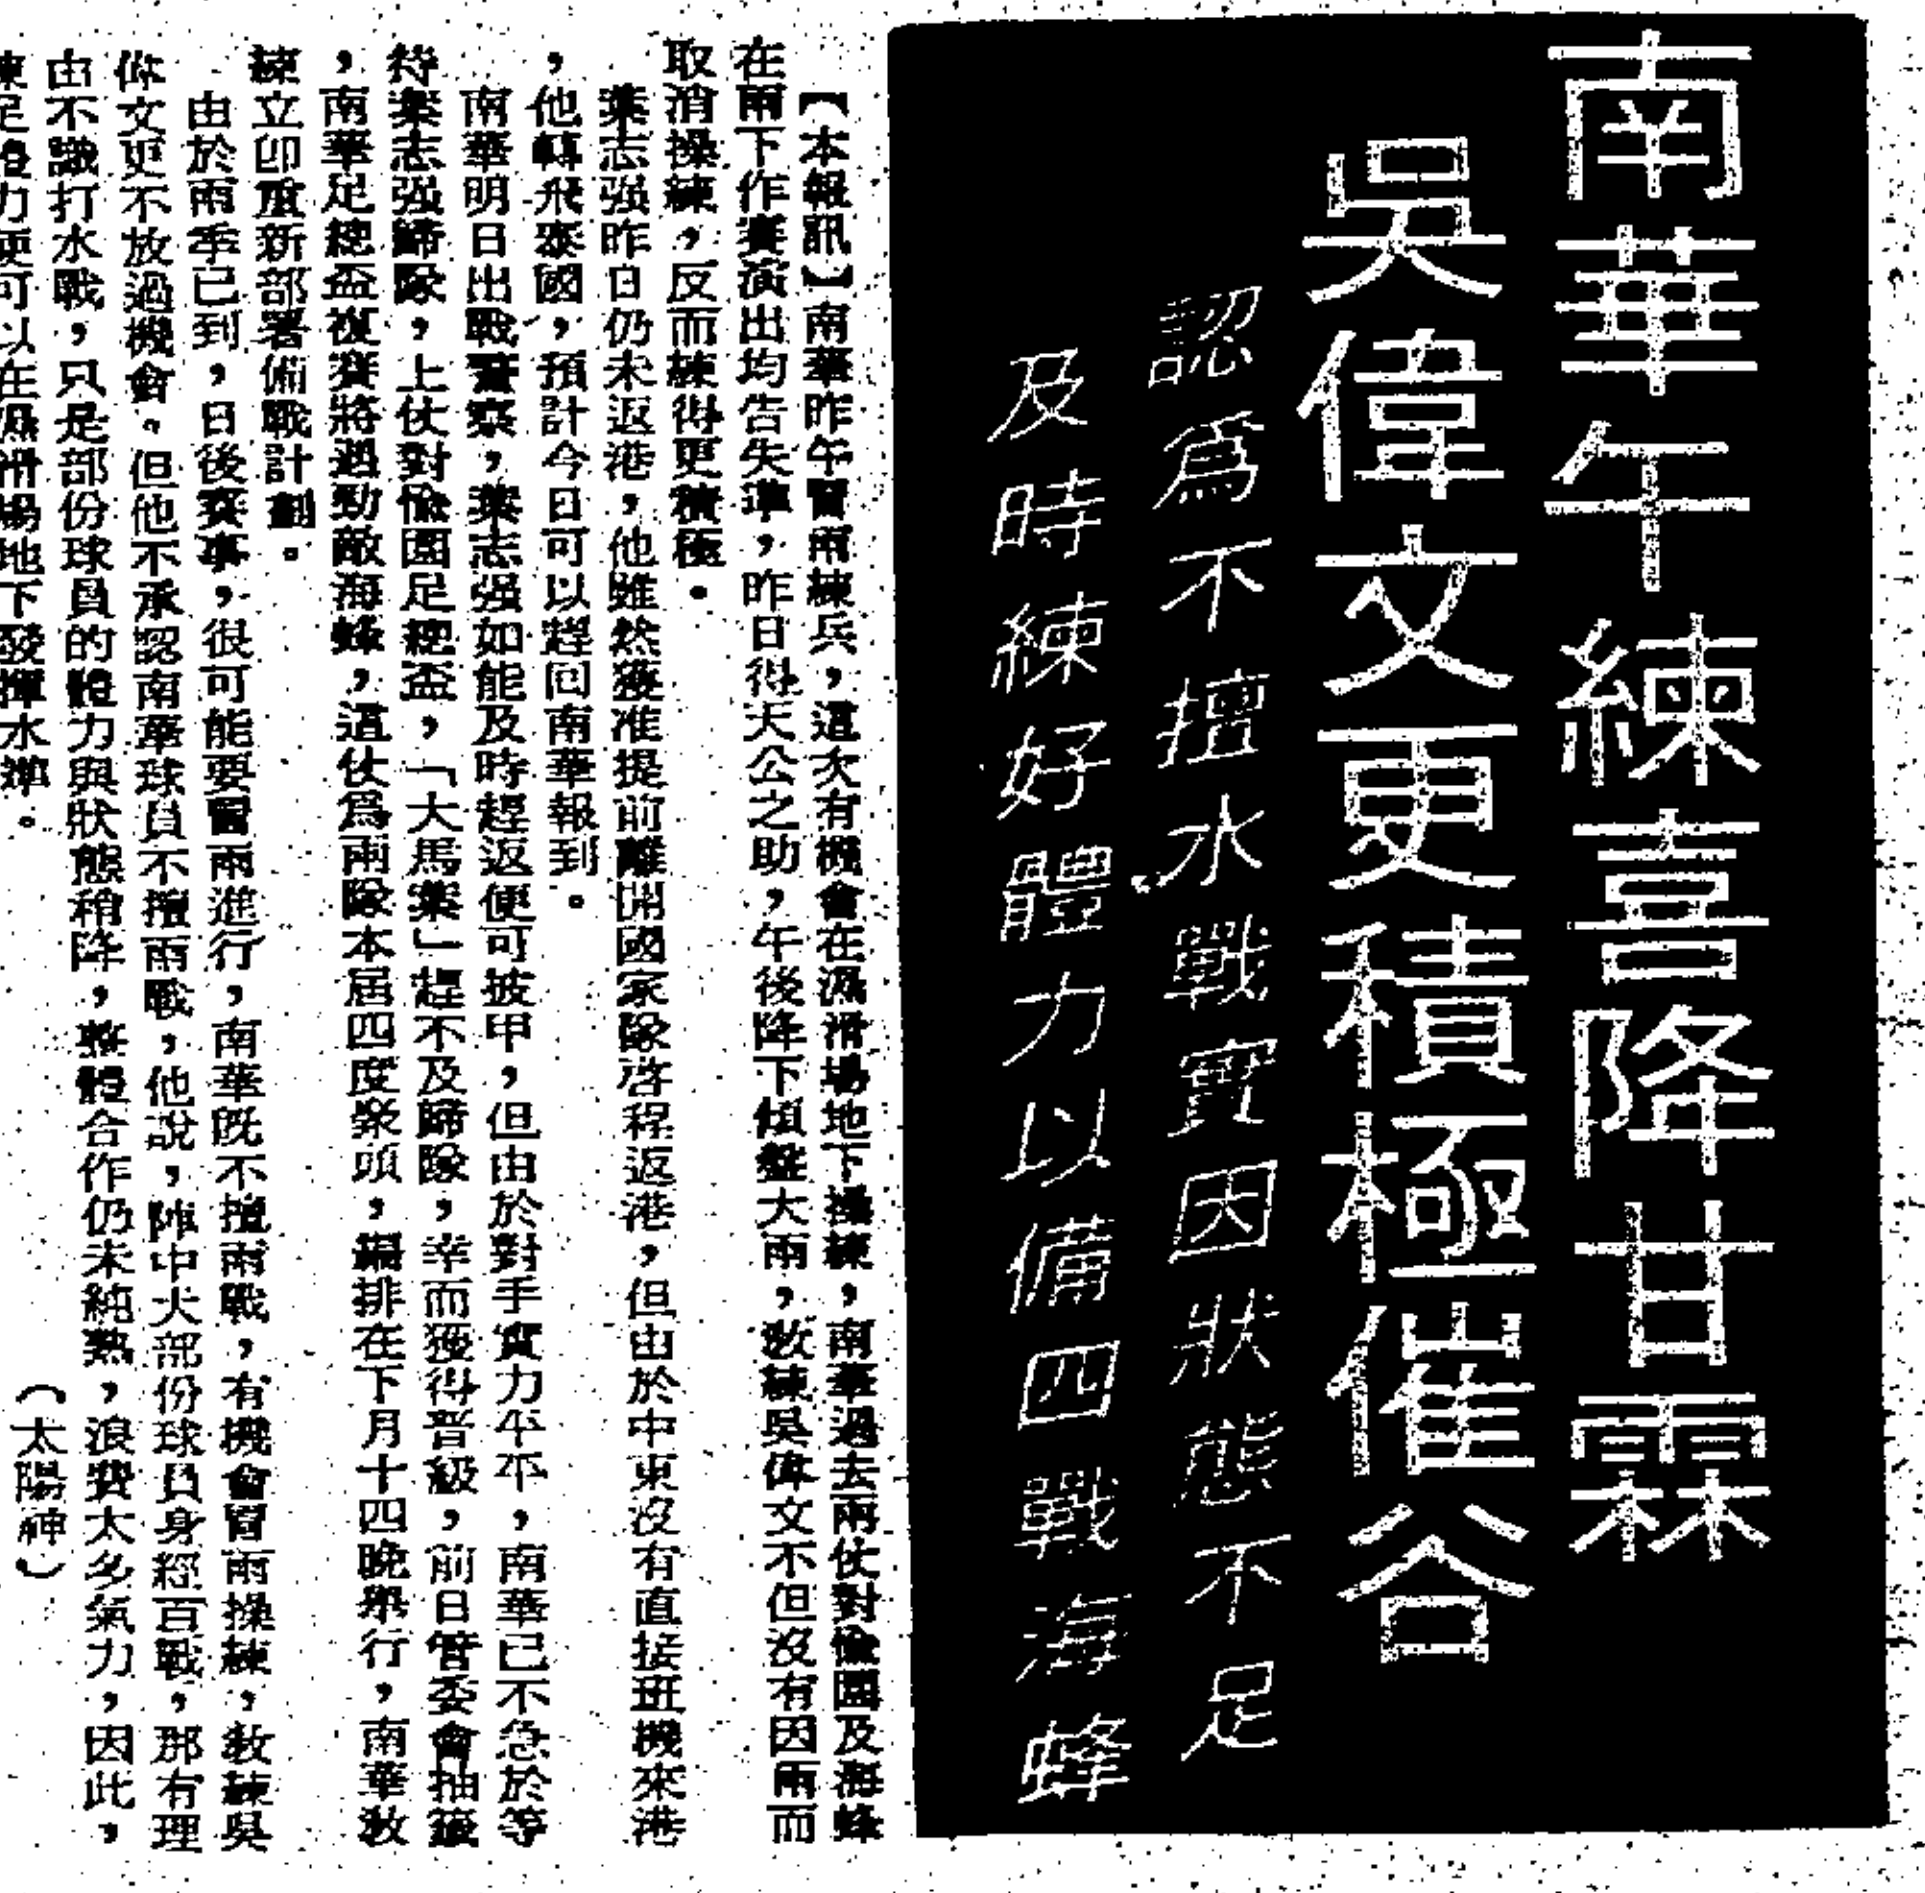 南華午練喜降甘霖
吳偉文更積極催谷
認爲不擅水戰實因狀態不足
及時練好體力以備四戰海蜂
【本報訊】南華昨午冒雨練兵，這次有機會在濕滑場地下操練，南華過去兩仗對愉園及海蜂
在雨下作賽演出均告失準，昨日得天公之助，午後降下傾盤大雨，敎練吳偉文不但沒有因雨而
取消操練，反而練得更積極。
葉志强昨日仍未返港，他雖然獲准提前離開國家隊啓程返港，但由於中東沒有直接班機來港
，他轉飛泰國，預計今日可以趕囘南華報到。
南華明日出戰警察，葉志强如能及時趕返便可披甲，但由於對手實力平平，南華已不急於等
待葉志强歸隊，上仗對愉園足總盃，「大馬葉」趕不及歸隊，幸而獲得晉級，前日管委會抽籤
，南華足總盃複賽將遇勁敵海蜂，這仗爲兩隊本屆四度聚頭，編排在下月十四晚舉行，南華敎
練立卽重新部署備戰計劃。
由於雨季已到，日後賽事，很可能要冒雨進行，南華旣不擅雨戰，有機會冒雨操練，敎練吳
偉文更不放過機會。但他不承認南華球員不擅雨戰，他說，陣中大部份球員身經百戰，那有理
由不識打水戰，只是部份球員的體力與狀態稍降，整體合作仍未純熟，浪費太多氣力，因此，
練足體力便可以在濕滑場地下發揮水準。
（太陽神）